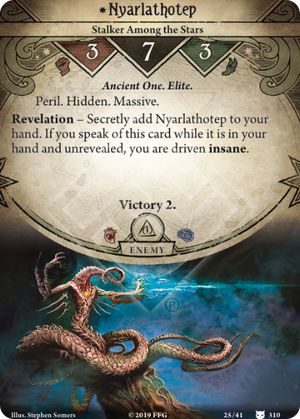 Nyarlathotep
Stalker Among the Stars
3 7 3
Ancient One. Elite.
Peril. Hidden. Massive.
Revelation – Secretly add Nyarlathotep to your
hand. If you speak of this card while it is in your
hand and unrevealed, you are driven insane.
Victory 2.
ENEMY
Illus. Stephen Somers © 2019 FFG 25/41 310